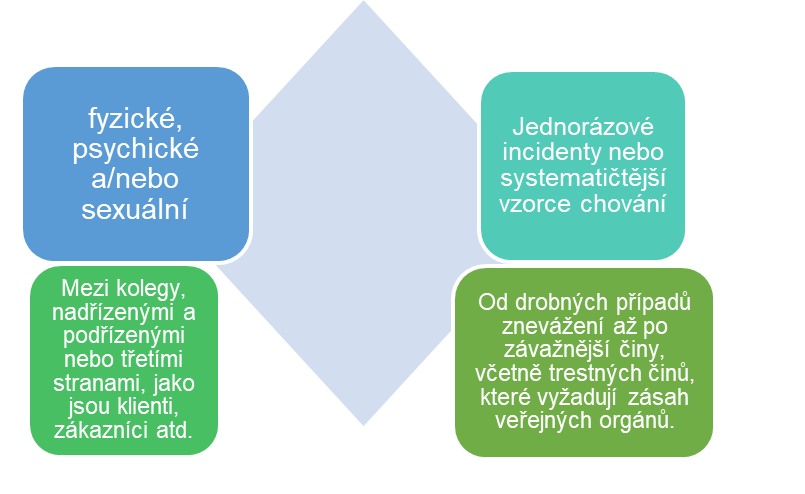 fyzické,
psychické
a/nebo
sexuální
Jednorázové
incidenty nebo
systematičtější
vzorce chování
Mezi kolegy,
nadřízenými a
podřízenými
nebo třetími
stranami, jako
jsou klienti,
zákazníci atd.
Od drobných případů
znevážení až po
závažnější činy,
včetně trestných činů,
které vyžadují zásah
veřejných orgánů.